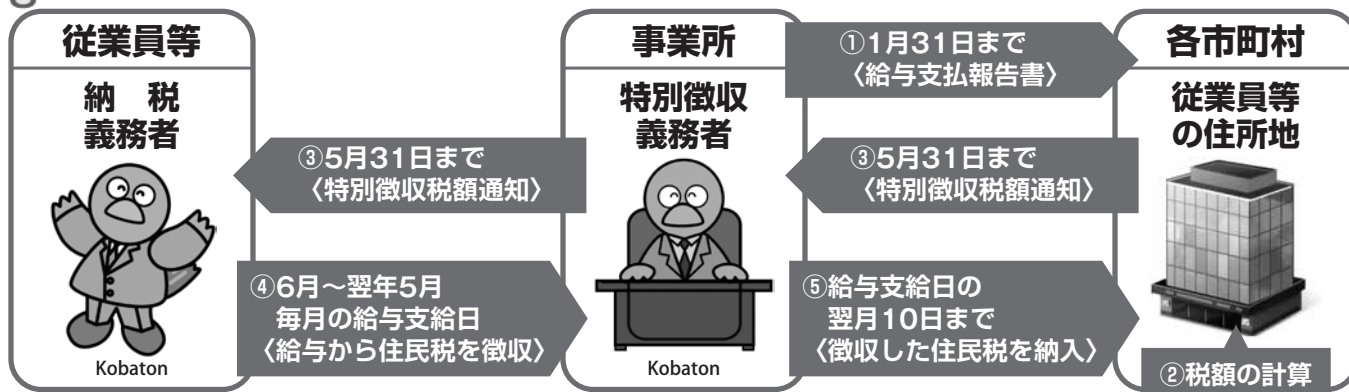 従業員等
納　税
義務者
Kobaton
③5月31日まで
〈特別徴収税額通知〉
④6月～翌年5月
毎月の給与支給日
〈給与から住民税を徴収〉
事業所
特別徴収
義務者
Kobaton
①1月31日まで
〈給与支払報告書〉
③5月31日まで
〈特別徴収税額通知〉
⑤給与支給日の
翌月10日まで
〈徴収した住民税を納入〉
各市町村
従業員等
の住所地
②税額の計算